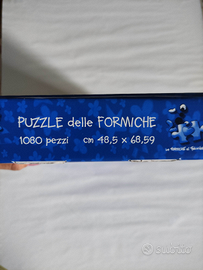 PUZZLE delle FORMICHE
1080 pezzi cm 48,5 x 68,59